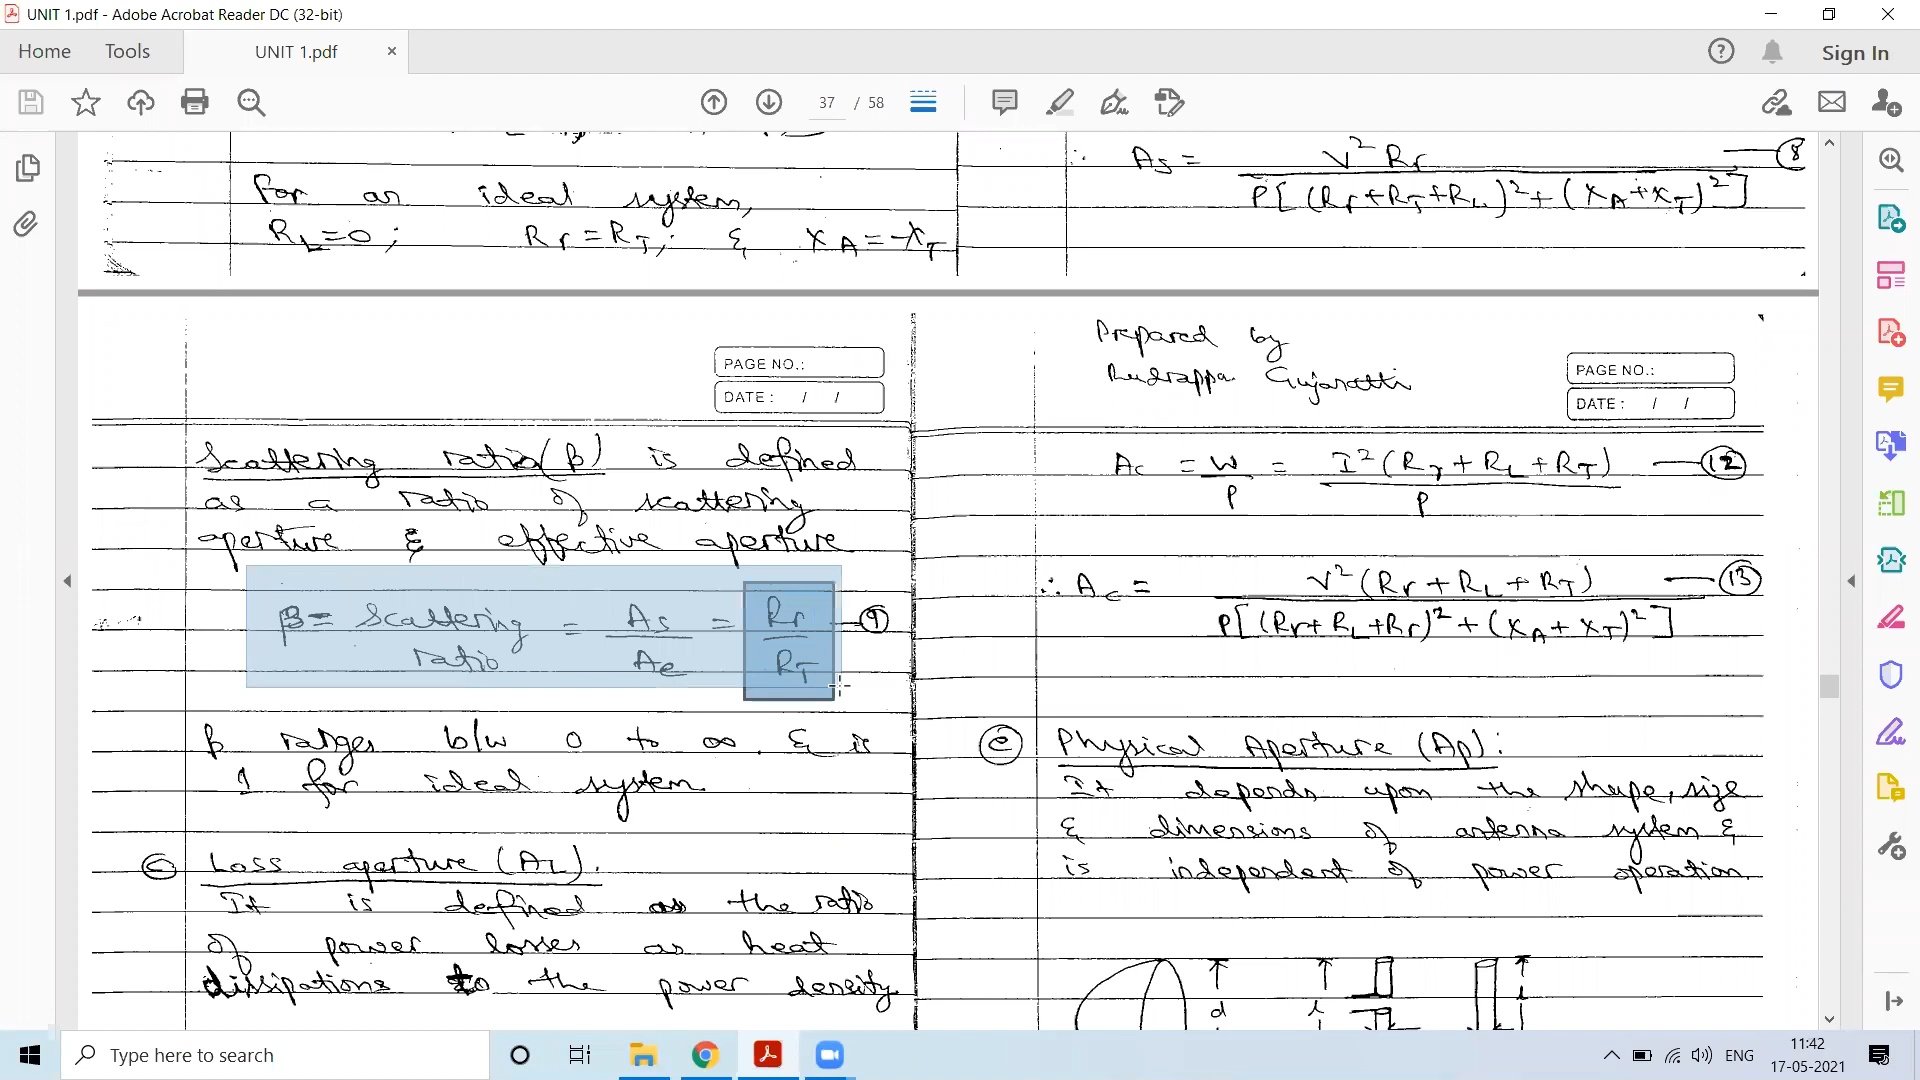 UNIT 1.pdf - Adobe Acrobat Reader DC (32-bit)
Home
Tools
UNIT 1.pdf
Sign In
37 / 58
For an ideal system,
RL=0; Rr=RT; & XA=-XT
∴ As = V² Rr / P[(Rr+RT+RL)²+(XA+XT)²] —⑧
PAGE NO.:
DATE: / /
Scattering ratio(β) is defined
as a ratio of scattering
aperture & effective aperture
β= Scattering ratio = As/Ae = Rr/RT —⑨
β ranges b/w 0 to ∞. & is
1 for ideal system
ⓒ Loss aperture (AL).
It is defined as the ratio
of power losses as heat
dissipations to the power density
Prepared by
Rudrappa Gujanatti
PAGE NO.:
DATE: / /
Ac = W/P = I²(Rr+RL+RT)/P —⑫
∴ Ac = V²(Rr+RL+RT) / P[(Rr+RL+Rr)²+(XA+XT)²] —⑬
ⓔ Physical Aperture (Ap):
It depends upon the shape, size
& dimensions of antenna system &
is independent of power operation.
d
l
l
Type here to search
ENG
11:42
17-05-2021